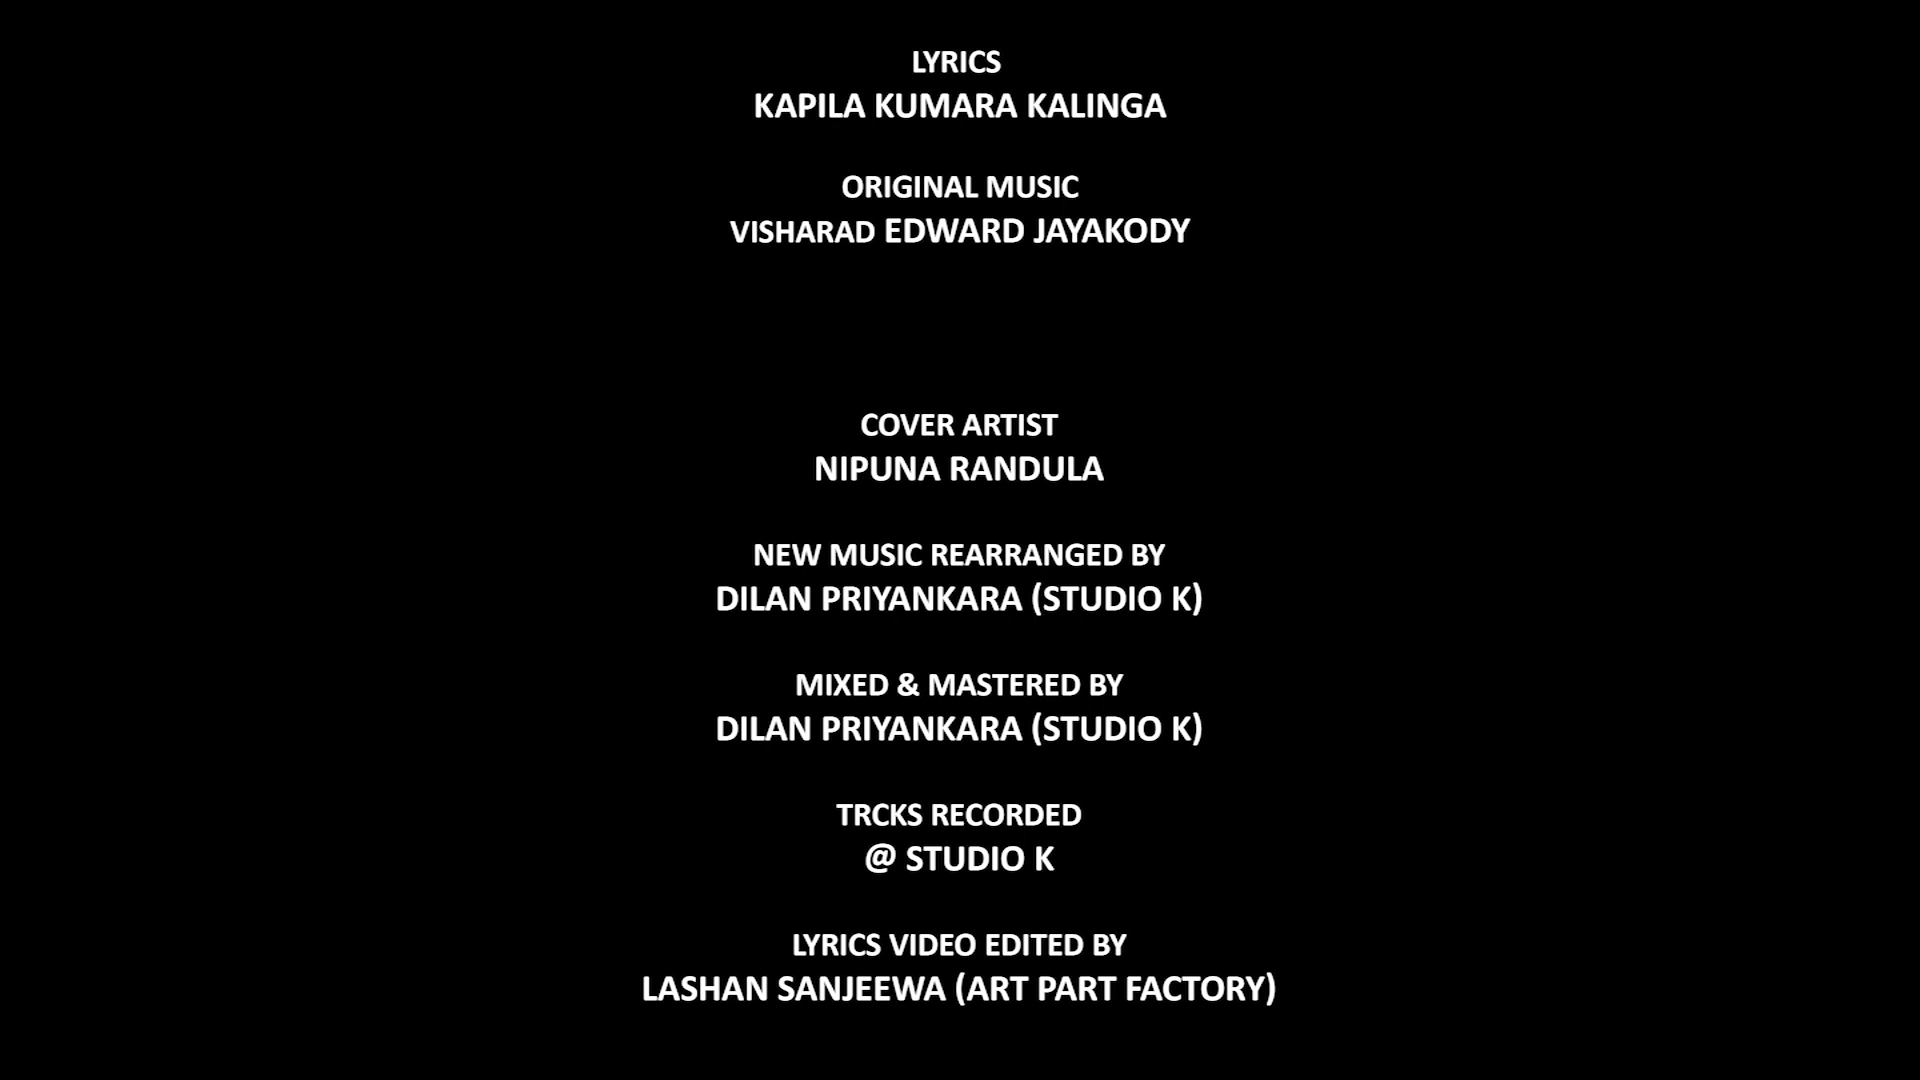 LYRICS
KAPILA KUMARA KALINGA
ORIGINAL MUSIC
VISHARAD EDWARD JAYAKODY
COVER ARTIST
NIPUNA RANDULA
NEW MUSIC REARRANGED BY
DILAN PRIYANKARA (STUDIO K)
MIXED & MASTERED BY
DILAN PRIYANKARA (STUDIO K)
TRCKS RECORDED
@ STUDIO K
LYRICS VIDEO EDITED BY
LASHAN SANJEEWA (ART PART FACTORY)